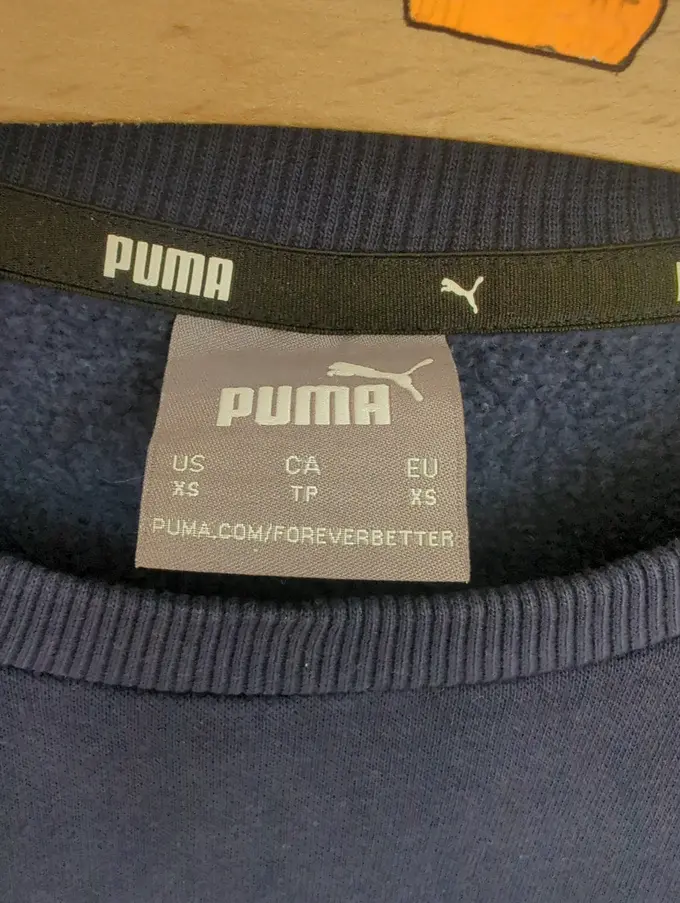 PUMA
PUMA
US CA EU
XS TP XS
PUMA.COM/FOREVERBETTER